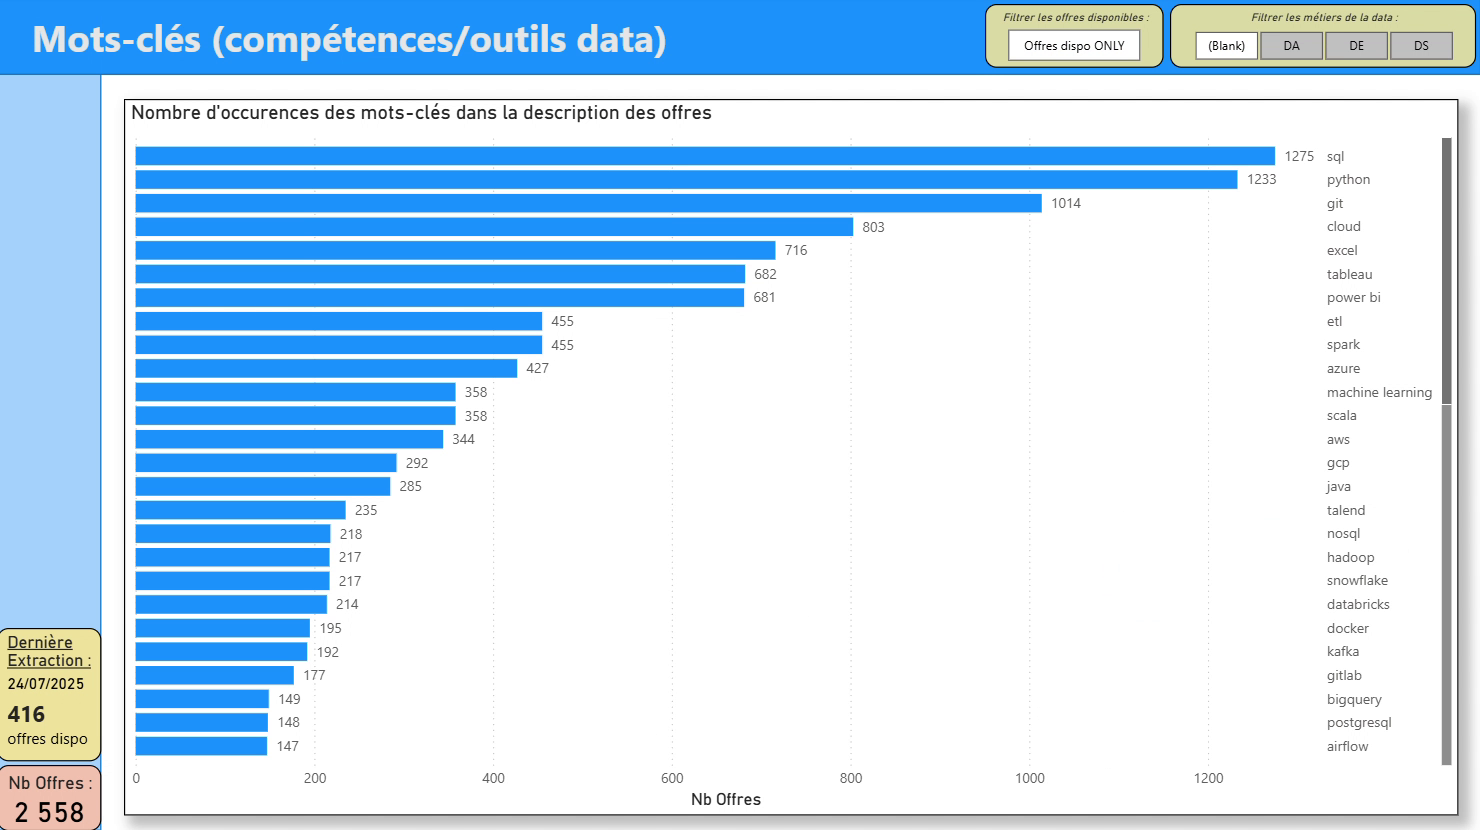 Mots-clés (compétences/outils data)
Filtrer les offres disponibles :
Offres dispo ONLY
Filtrer les métiers de la data :
(Blank) DA DE DS
Nombre d'occurences des mots-clés dans la description des offres
1275 sql
1233 python
1014 git
803 cloud
716 excel
682 tableau
681 power bi
455 etl
455 spark
427 azure
358 machine learning
358 scala
344 aws
292 gcp
285 java
235 talend
218 nosql
217 hadoop
217 snowflake
214 databricks
195 docker
192 kafka
177 gitlab
149 bigquery
148 postgresql
147 airflow
0 200 400 600 800 1000 1200
Nb Offres
Dernière
Extraction :
24/07/2025
416
offres dispo
Nb Offres :
2 558